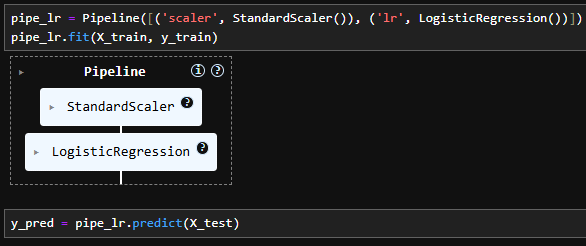 pipe_lr = Pipeline([('scaler', StandardScaler()), ('lr', LogisticRegression())])
pipe_lr.fit(X_train, y_train)
▸ Pipeline i ?
▸ StandardScaler ?
▸ LogisticRegression ?
y_pred = pipe_lr.predict(X_test)